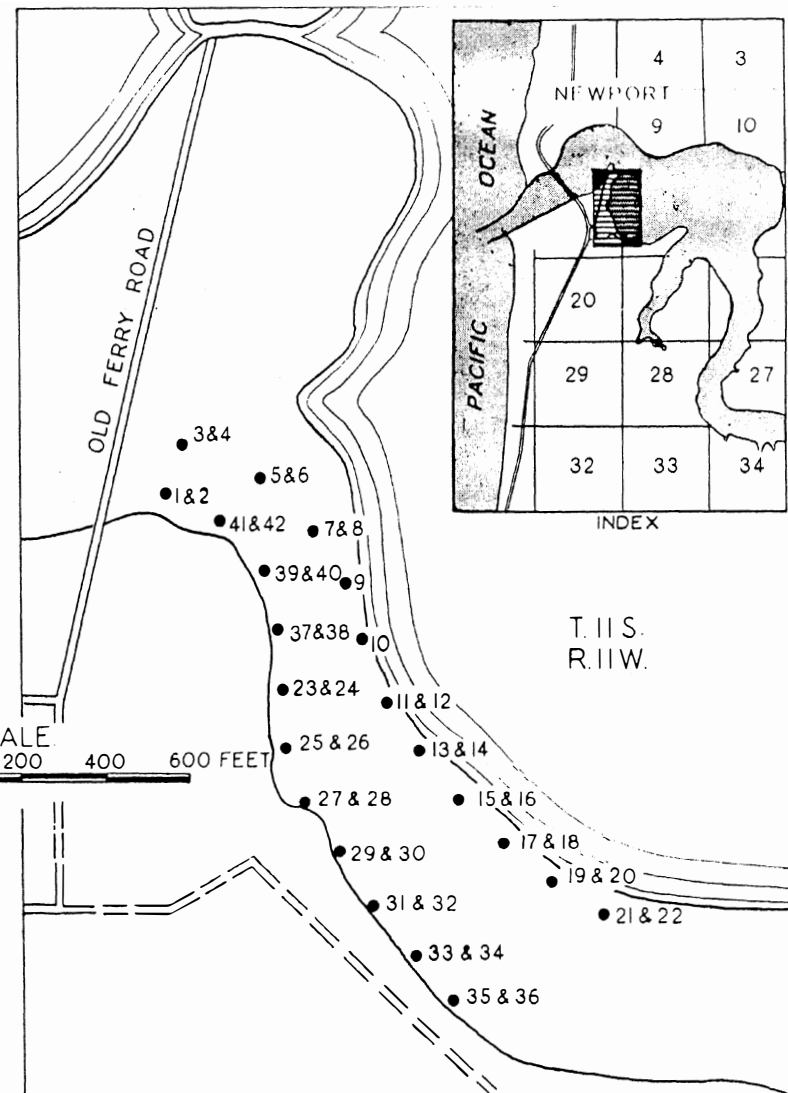 4
3
NEWPORT
9
10
OCEAN
PACIFIC
20
29
28
27
32
33
34
INDEX
OLD FERRY ROAD
3&4
5&6
1&2
41&42
7&8
39&40
9
37&38
10
23&24
11 & 12
25 & 26
13 & 14
27 & 28
15 & 16
29 & 30
17 & 18
31 & 32
19 & 20
33 & 34
21 & 22
35 & 36
T. 11 S.
R. 11 W.
ALE
200 400 600 FEET